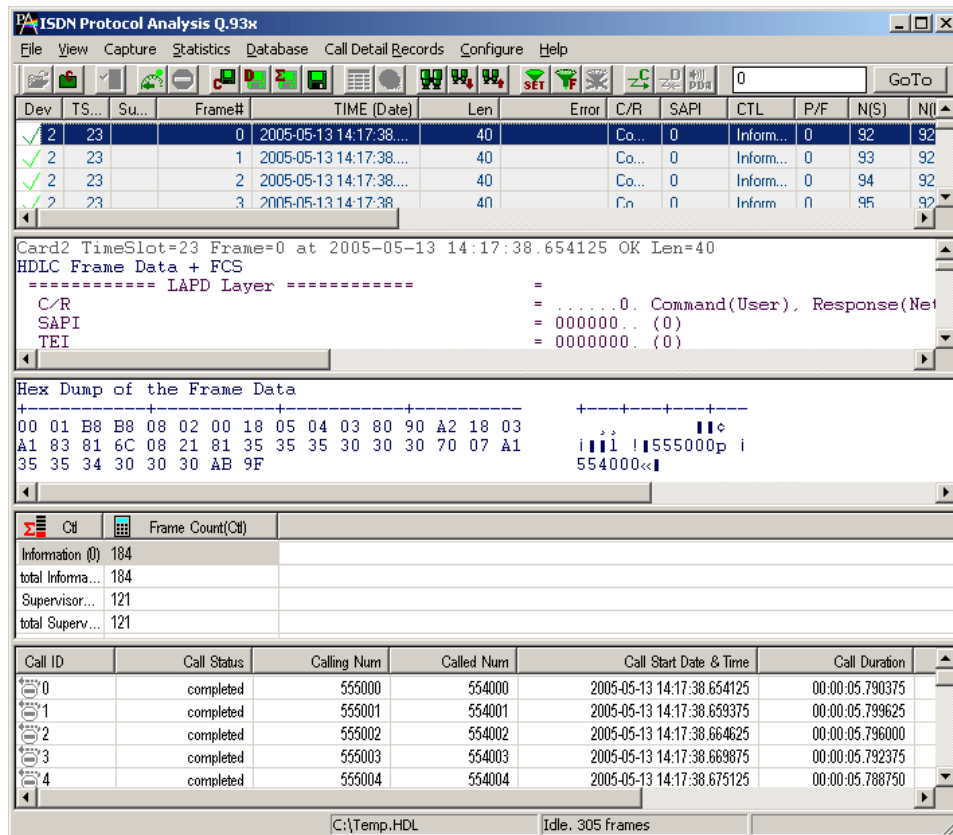 ISDN Protocol Analysis Q.93x
File View Capture Statistics Database Call Detail Records Configure Help
0 GoTo
Dev TS... Su... Frame# TIME (Date) Len Error C/R SAPI CTL P/F N(S)
2 23 0 2005-05-13 14:17:38.... 40 Co... 0 Inform... 0 92 92
2 23 1 2005-05-13 14:17:38.... 40 Co... 0 Inform... 0 93 92
2 23 2 2005-05-13 14:17:38.... 40 Co... 0 Inform... 0 94 92
2 23 3 2005-05-13 14:17:38 40 Co 0 Inform 0 95 92
Card2 TimeSlot=23 Frame=0 at 2005-05-13 14:17:38.654125 OK Len=40
HDLC Frame Data + FCS
============ LAPD Layer ============ =
C/R = ......0. Command(User), Response(Net
SAPI = 000000.. (0)
TEI = 0000000. (0)
Hex Dump of the Frame Data
+-----------+-----------+-----------+-----------     +---+---+---+---
00 01 B8 B8 08 02 00 18 05 04 03 80 90 A2 18 03 ¸¸ ▮▮¢
A1 83 81 6C 08 21 81 35 35 35 30 30 30 70 07 A1 ¡▮▮l !▮555000p ¡
35 35 34 30 30 30 AB 9F 554000«▮
Ctl Frame Count(Ctl)
Information (0) 184
total Informa... 184
Supervisor... 121
total Superv... 121
Call ID Call Status Calling Num Called Num Call Start Date & Time Call Duration
0 completed 555000 554000 2005-05-13 14:17:38.654125 00:00:05.790375
1 completed 555001 554001 2005-05-13 14:17:38.659375 00:00:05.799625
2 completed 555002 554002 2005-05-13 14:17:38.664625 00:00:05.796000
3 completed 555003 554003 2005-05-13 14:17:38.669875 00:00:05.792375
4 completed 555004 554004 2005-05-13 14:17:38.675125 00:00:05.788750
C:\Temp.HDL Idle. 305 frames